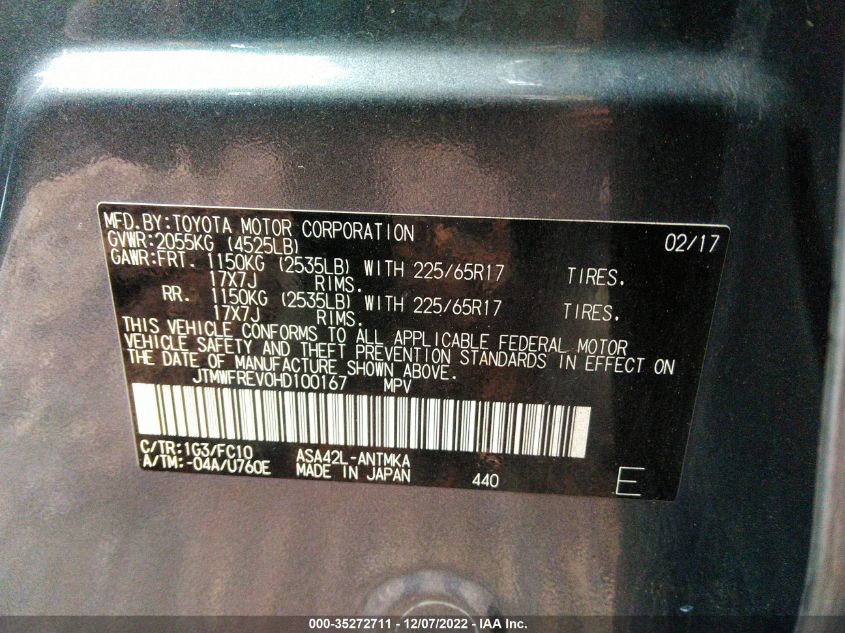 MFD.BY:TOYOTA MOTOR CORPORATION 02/17
GVWR:2055KG (4525LB)
GAWR:FRT. 1150KG (2535LB) WITH 225/65R17 TIRES.
17X7J RIMS.
RR. 1150KG (2535LB) WITH 225/65R17 TIRES.
17X7J RIMS.
THIS VEHICLE CONFORMS TO ALL APPLICABLE FEDERAL MOTOR
VEHICLE SAFETY AND THEFT PREVENTION STANDARDS IN EFFECT ON
THE DATE OF MANUFACTURE SHOWN ABOVE.
JTMWFREV0HD100167 MPV
C/TR:1G3/FC10 ASA42L-ANTMKA
A/TM:-04A/U760E MADE IN JAPAN 440 E
000-35272711 - 12/07/2022 - IAA Inc.